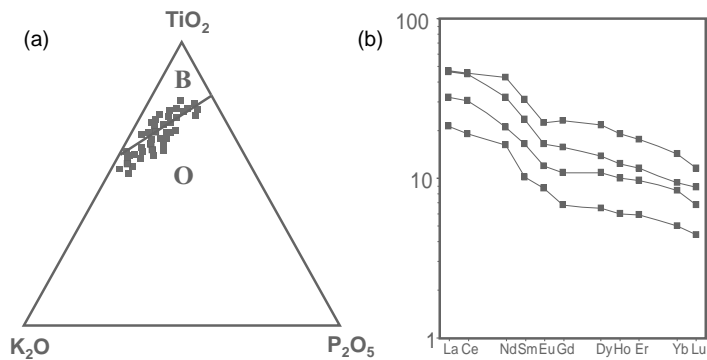 (a)
TiO₂
B
O
K₂O
P₂O₅
(b)
100
10
1
La Ce Nd Sm Eu Gd Dy Ho Er Yb Lu